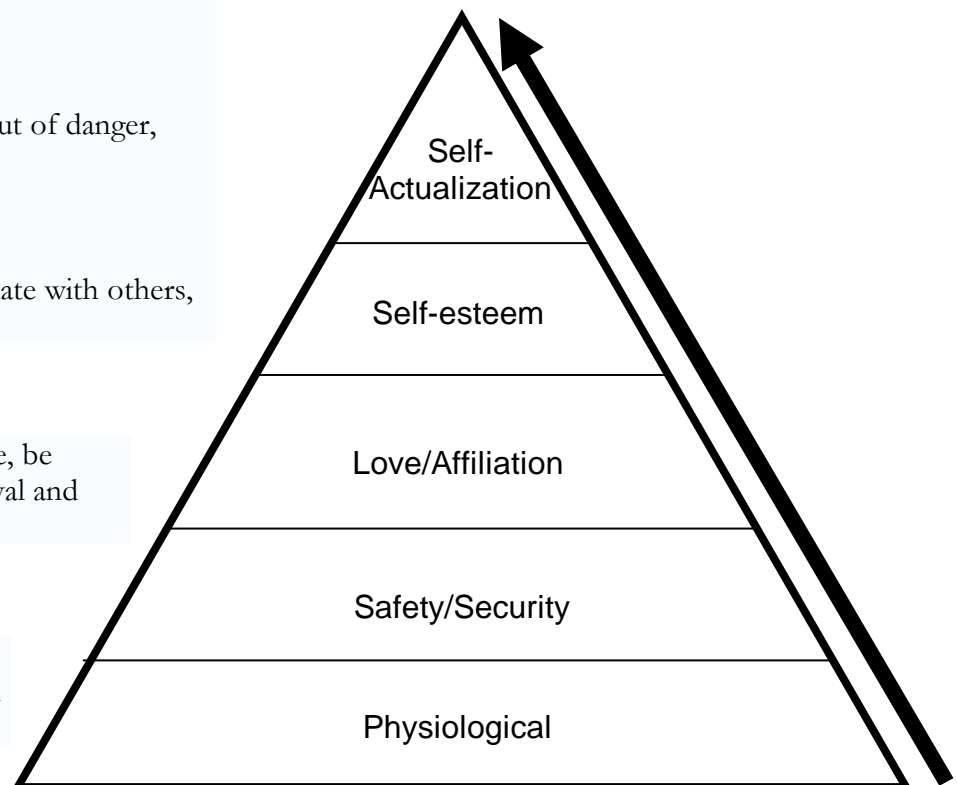 ut of danger,
ate with others,
e, be
val and
Self-
Actualization
Self-esteem
Love/Affiliation
Safety/Security
Physiological